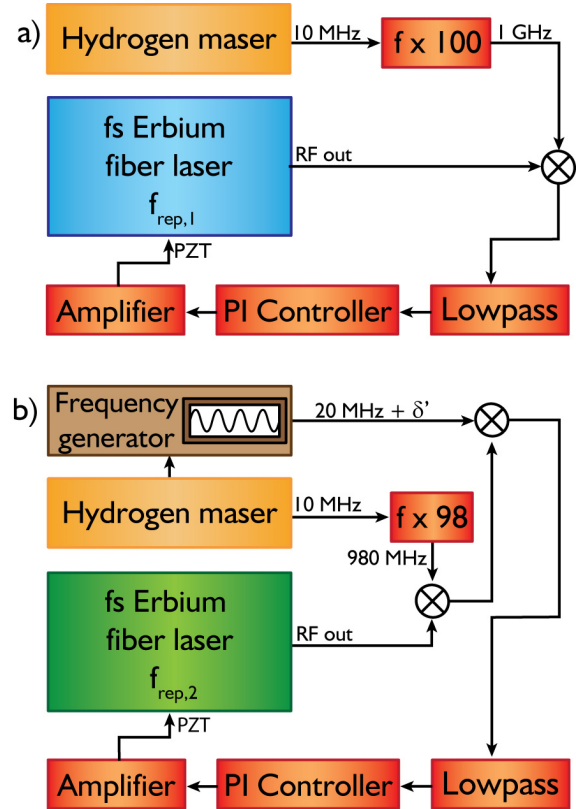 a)
Hydrogen maser
10 MHz
f x 100
1 GHz
fs Erbium
fiber laser
f_rep,1
RF out
PZT
Amplifier
PI Controller
Lowpass
b)
Frequency
generator
20 MHz + δ'
Hydrogen maser
10 MHz
f x 98
980 MHz
fs Erbium
fiber laser
f_rep,2
RF out
PZT
Amplifier
PI Controller
Lowpass